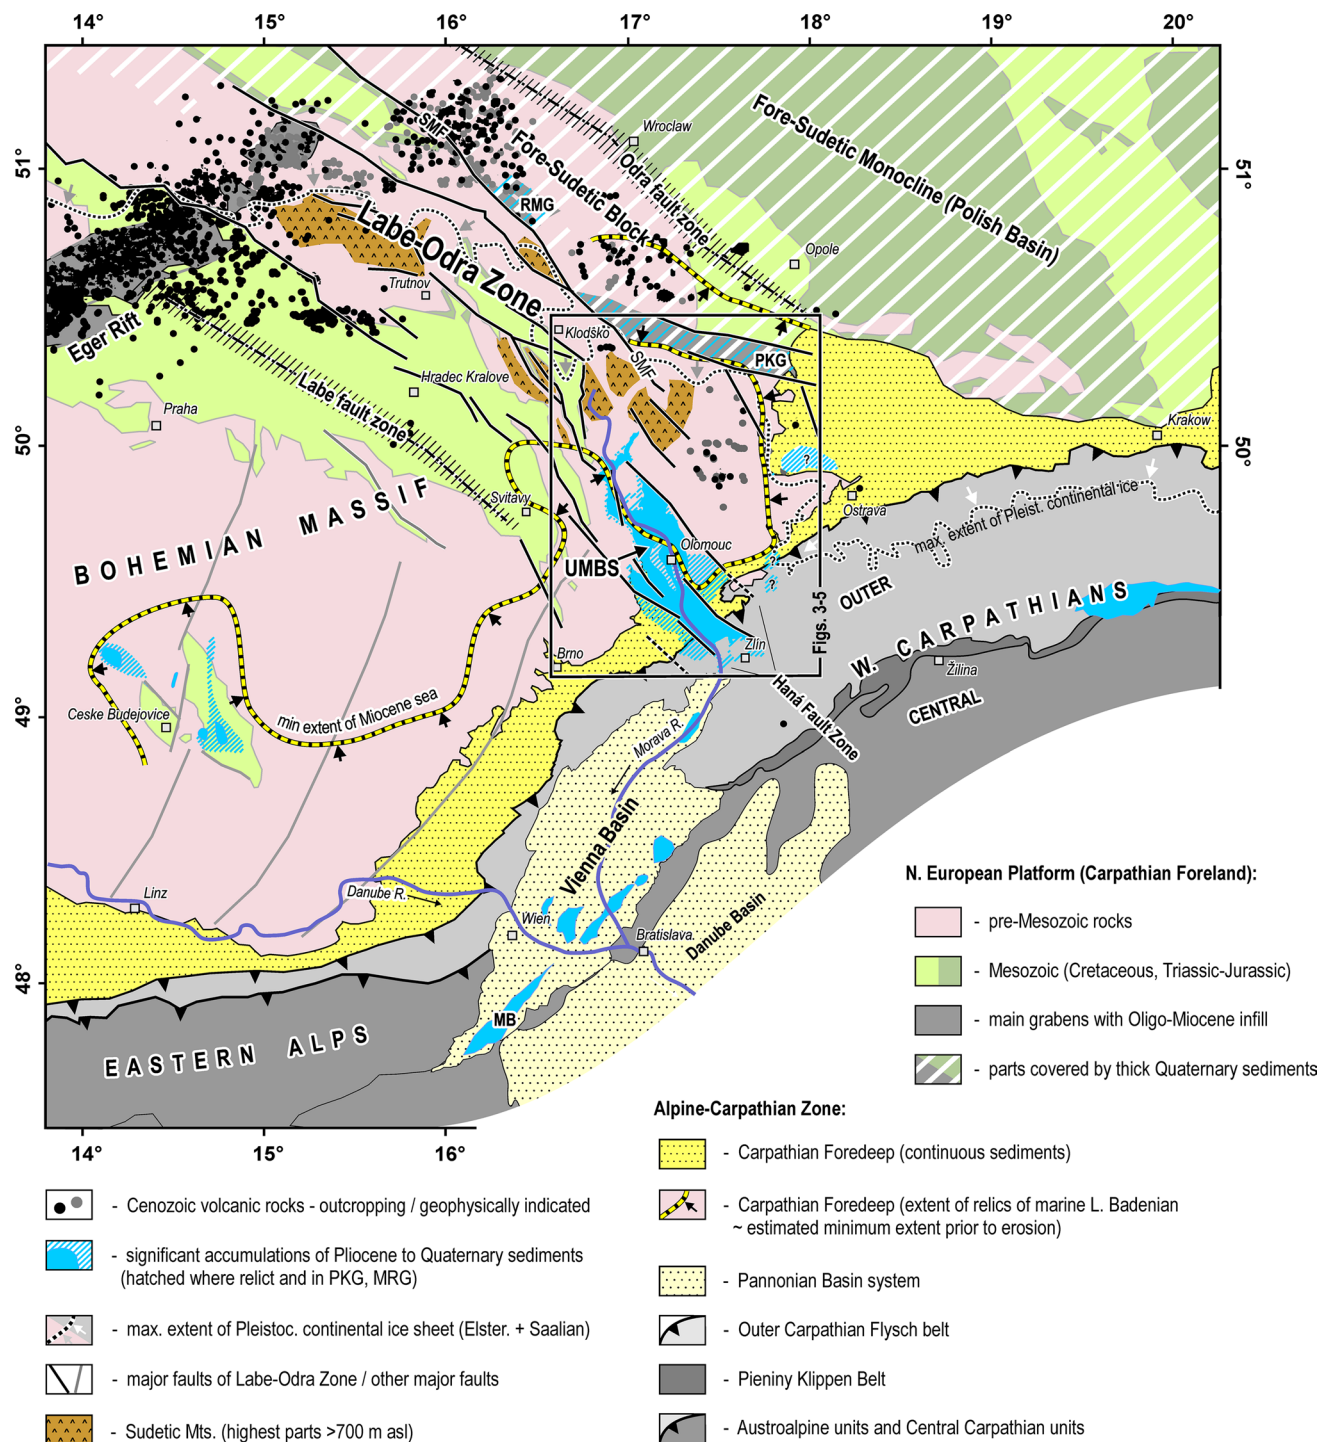 14° 15° 16° 17° 18° 19° 20°
51°
50°
49°
48°
51°
50°
14° 15° 16°
Fore-Sudetic Monocline (Polish Basin)
Wroclaw
SMF
Fore-Sudetic Block
Odra fault zone
RMG
Labe-Odra Zone
Opole
Trutnov
Klodško
Eger Rift
SMF
PKG
Hradec Kralove
Labe fault zone
Praha
Krakow
?
Svitavy
Ostrava
BOHEMIAN MASSIF
max. extent of Pleist. continental ice
Olomouc
UMBS
?
?
OUTER
Figs. 3-5
W. CARPATHIANS
Zlín
Brno
Žilina
Haná Fault Zone
CENTRAL
min extent of Miocene sea
Ceske Budejovice
Morava R.
Vienna Basin
Linz
Danube R.
Wien
Bratislava
Danube Basin
MB
EASTERN ALPS
N. European Platform (Carpathian Foreland):
- pre-Mesozoic rocks
- Mesozoic (Cretaceous, Triassic-Jurassic)
- main grabens with Oligo-Miocene infill
- parts covered by thick Quaternary sediments
Alpine-Carpathian Zone:
- Carpathian Foredeep (continuous sediments)
- Carpathian Foredeep (extent of relics of marine L. Badenian
~ estimated minimum extent prior to erosion)
- Pannonian Basin system
- Outer Carpathian Flysch belt
- Pieniny Klippen Belt
- Austroalpine units and Central Carpathian units
- Cenozoic volcanic rocks - outcropping / geophysically indicated
- significant accumulations of Pliocene to Quaternary sediments
(hatched where relict and in PKG, MRG)
- max. extent of Pleistoc. continental ice sheet (Elster. + Saalian)
- major faults of Labe-Odra Zone / other major faults
- Sudetic Mts. (highest parts >700 m asl)